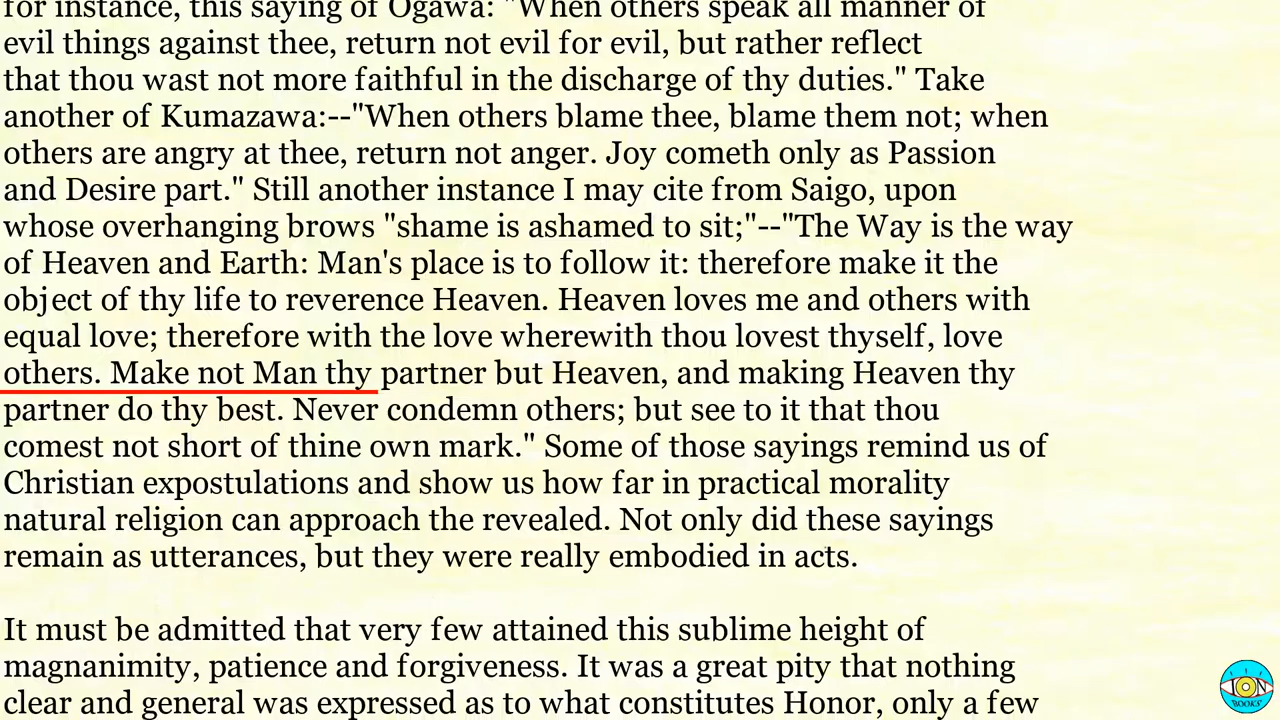 for instance, this saying of Ogawa: "When others speak all manner of
evil things against thee, return not evil for evil, but rather reflect
that thou wast not more faithful in the discharge of thy duties." Take
another of Kumazawa:--"When others blame thee, blame them not; when
others are angry at thee, return not anger. Joy cometh only as Passion
and Desire part." Still another instance I may cite from Saigo, upon
whose overhanging brows "shame is ashamed to sit;"--"The Way is the way
of Heaven and Earth: Man's place is to follow it: therefore make it the
object of thy life to reverence Heaven. Heaven loves me and others with
equal love; therefore with the love wherewith thou lovest thyself, love
others. Make not Man thy partner but Heaven, and making Heaven thy
partner do thy best. Never condemn others; but see to it that thou
comest not short of thine own mark." Some of those sayings remind us of
Christian expostulations and show us how far in practical morality
natural religion can approach the revealed. Not only did these sayings
remain as utterances, but they were really embodied in acts.
It must be admitted that very few attained this sublime height of
magnanimity, patience and forgiveness. It was a great pity that nothing
clear and general was expressed as to what constitutes Honor, only a few
ION
BOOKS